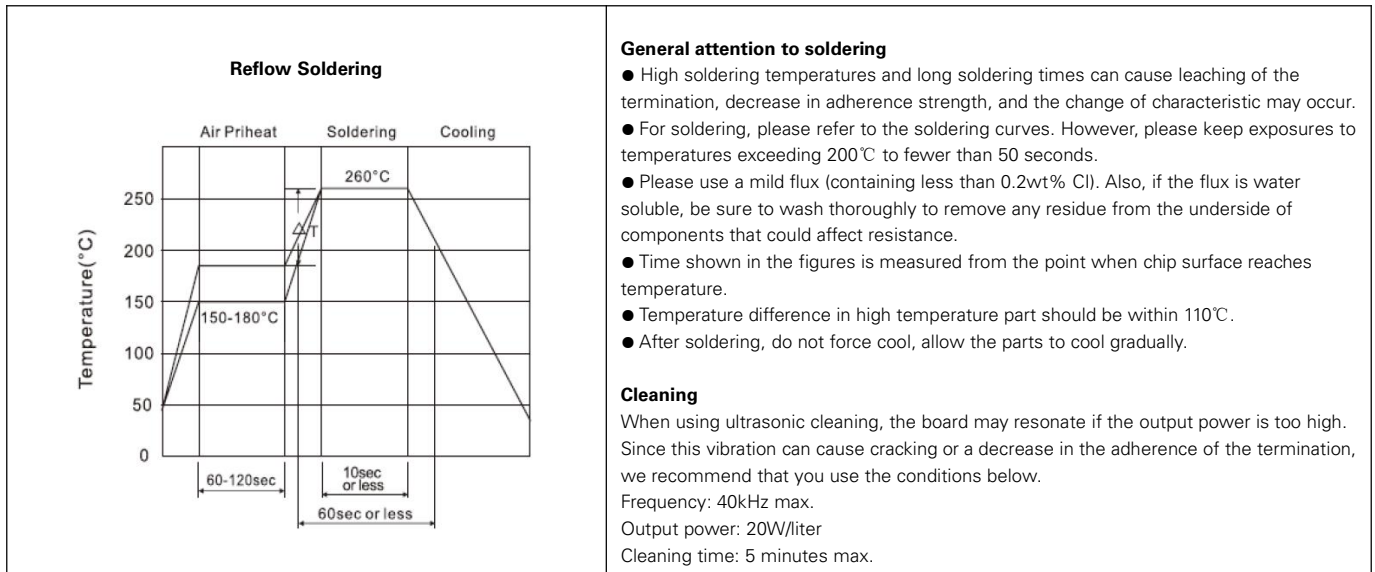 Reflow Soldering
Air Priheat Soldering Cooling
Temperature(°C)
250
200
150
100
50
0
260°C
△T
150-180°C
60-120sec
10sec
or less
60sec or less
General attention to soldering
● High soldering temperatures and long soldering times can cause leaching of the
termination, decrease in adherence strength, and the change of characteristic may occur.
● For soldering, please refer to the soldering curves. However, please keep exposures to
temperatures exceeding 200℃ to fewer than 50 seconds.
● Please use a mild flux (containing less than 0.2wt% Cl). Also, if the flux is water
soluble, be sure to wash thoroughly to remove any residue from the underside of
components that could affect resistance.
● Time shown in the figures is measured from the point when chip surface reaches
temperature.
● Temperature difference in high temperature part should be within 110℃.
● After soldering, do not force cool, allow the parts to cool gradually.
Cleaning
When using ultrasonic cleaning, the board may resonate if the output power is too high.
Since this vibration can cause cracking or a decrease in the adherence of the termination,
we recommend that you use the conditions below.
Frequency: 40kHz max.
Output power: 20W/liter
Cleaning time: 5 minutes max.